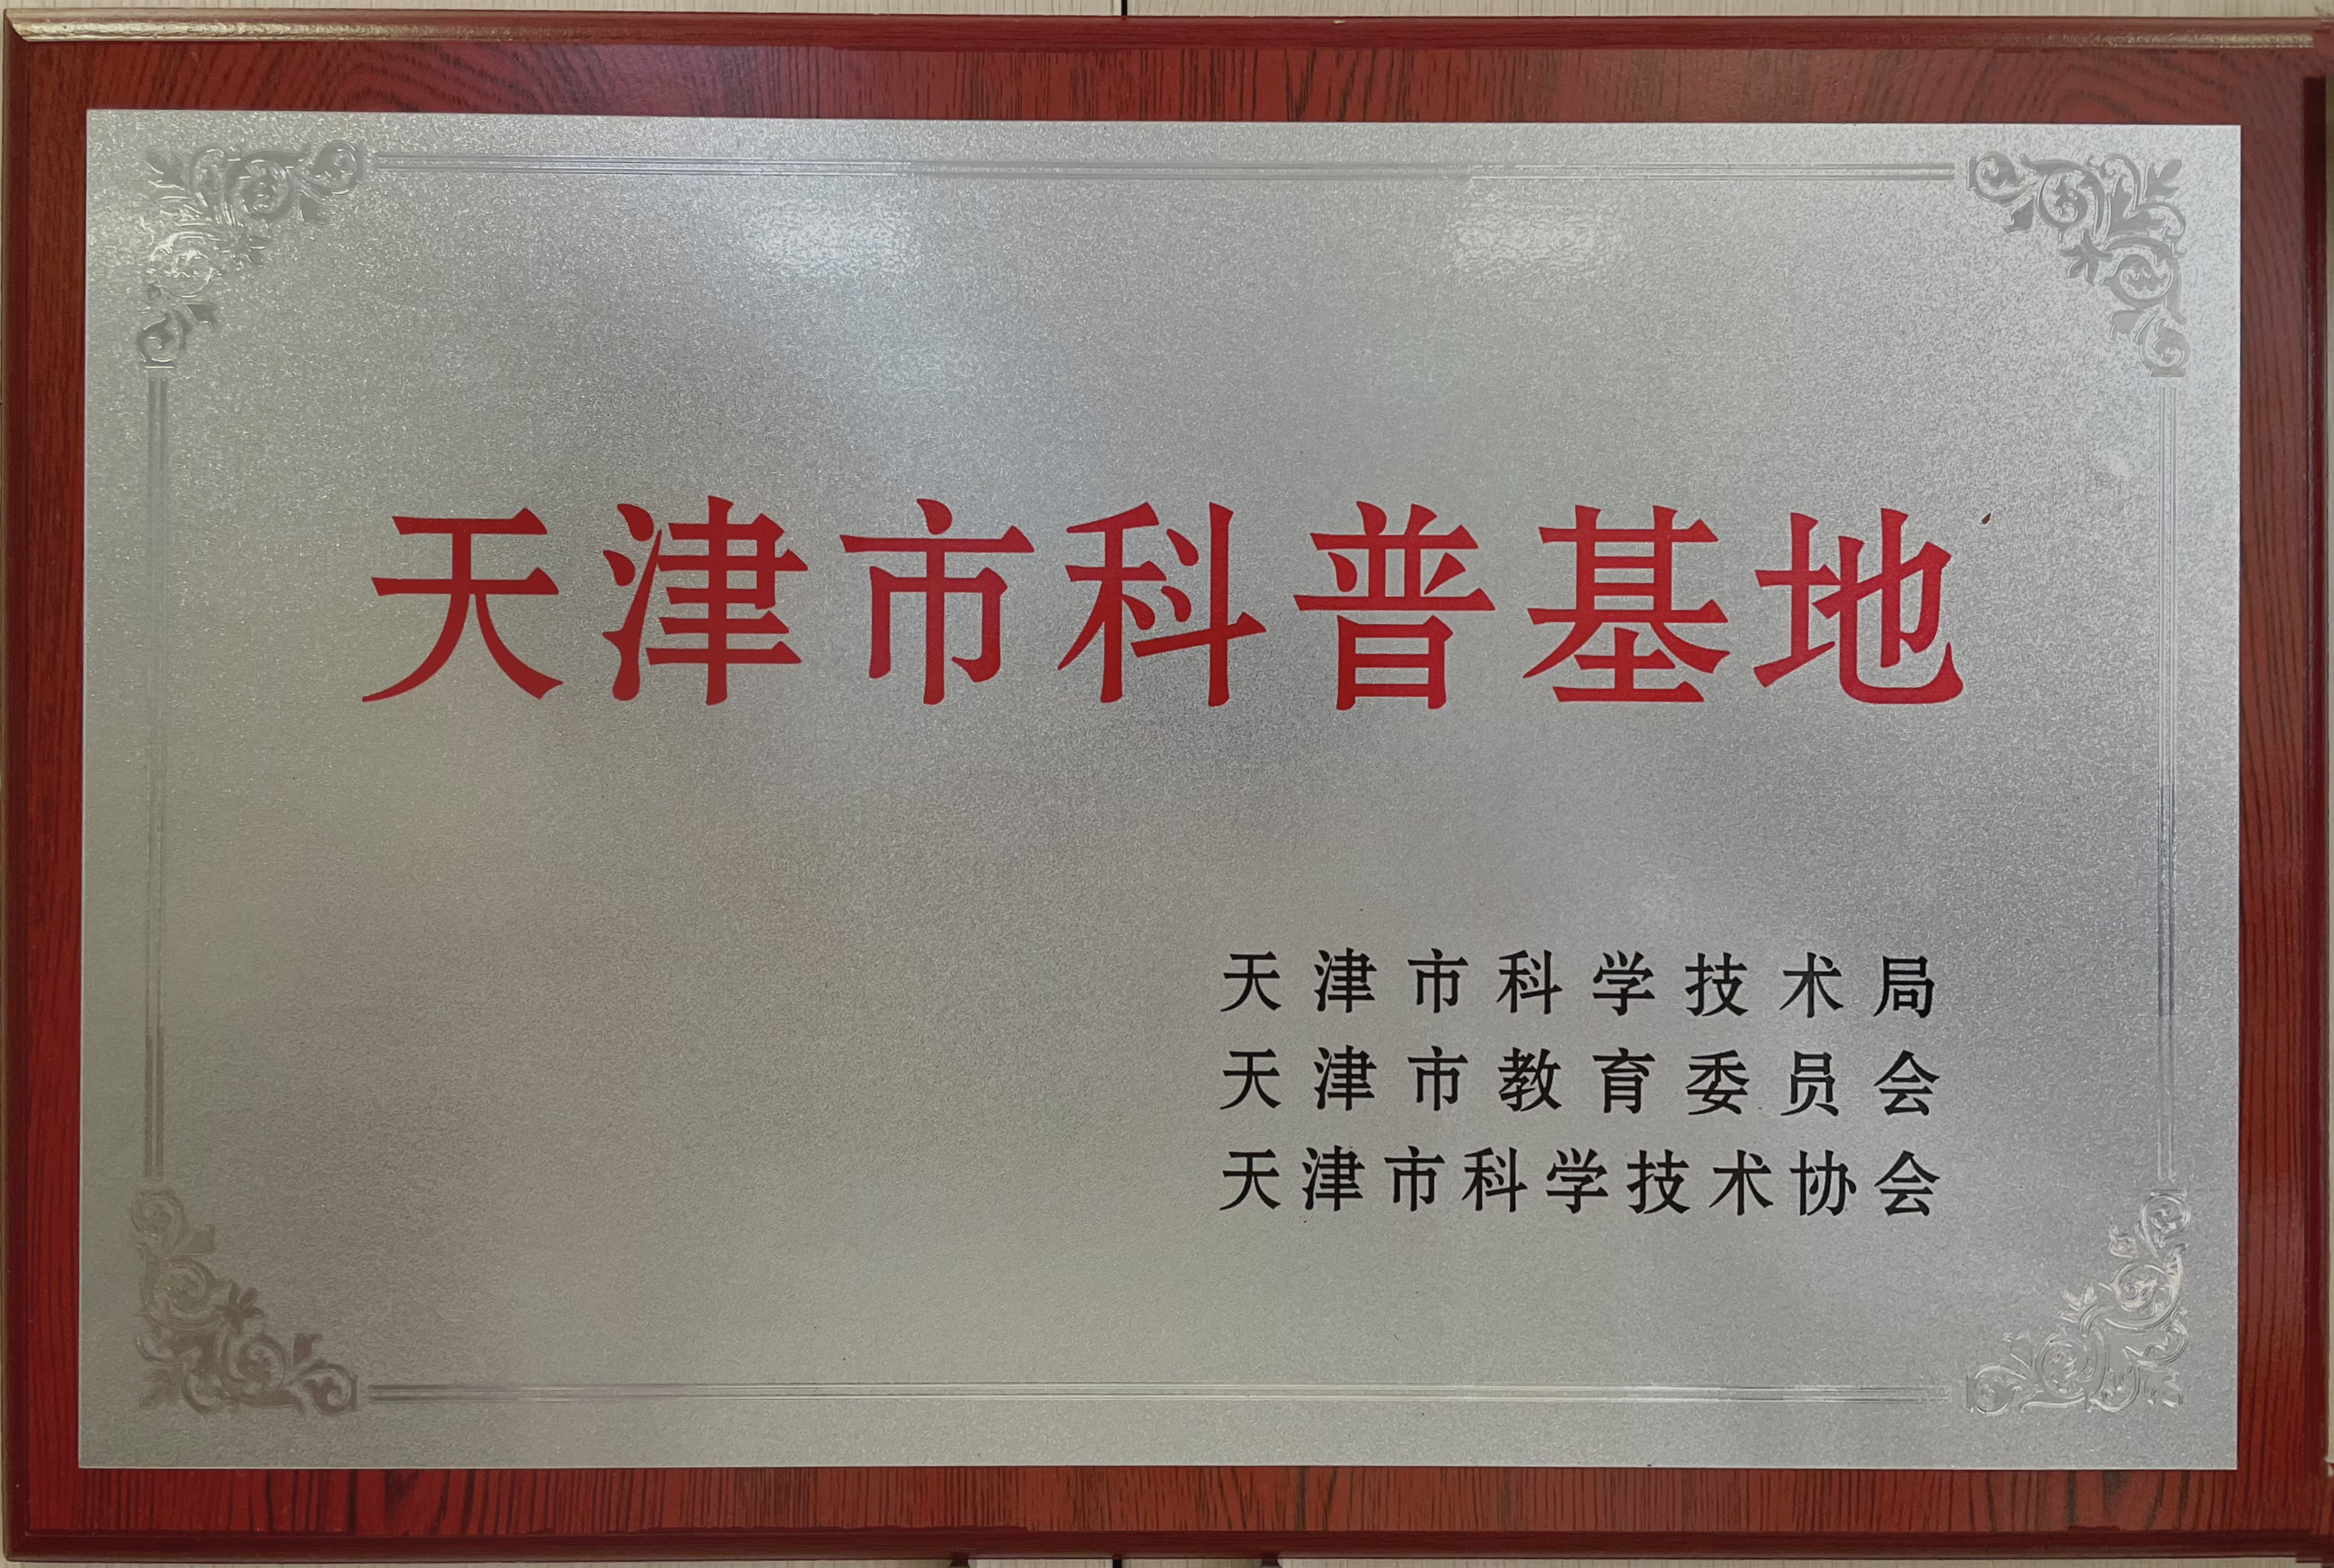 天津市科普基地
天津市科学技术局
天津市教育委员会
天津市科学技术协会